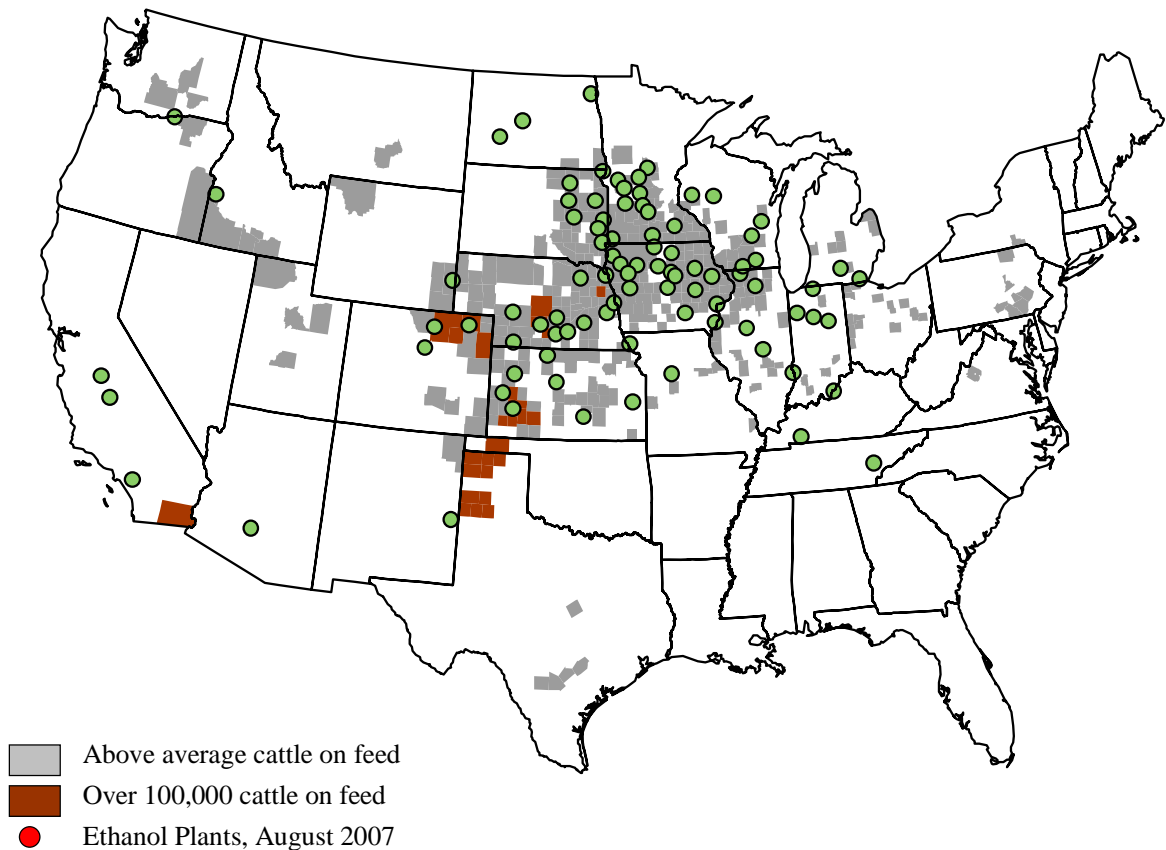 Above average cattle on feed
Over 100,000 cattle on feed
Ethanol Plants, August 2007